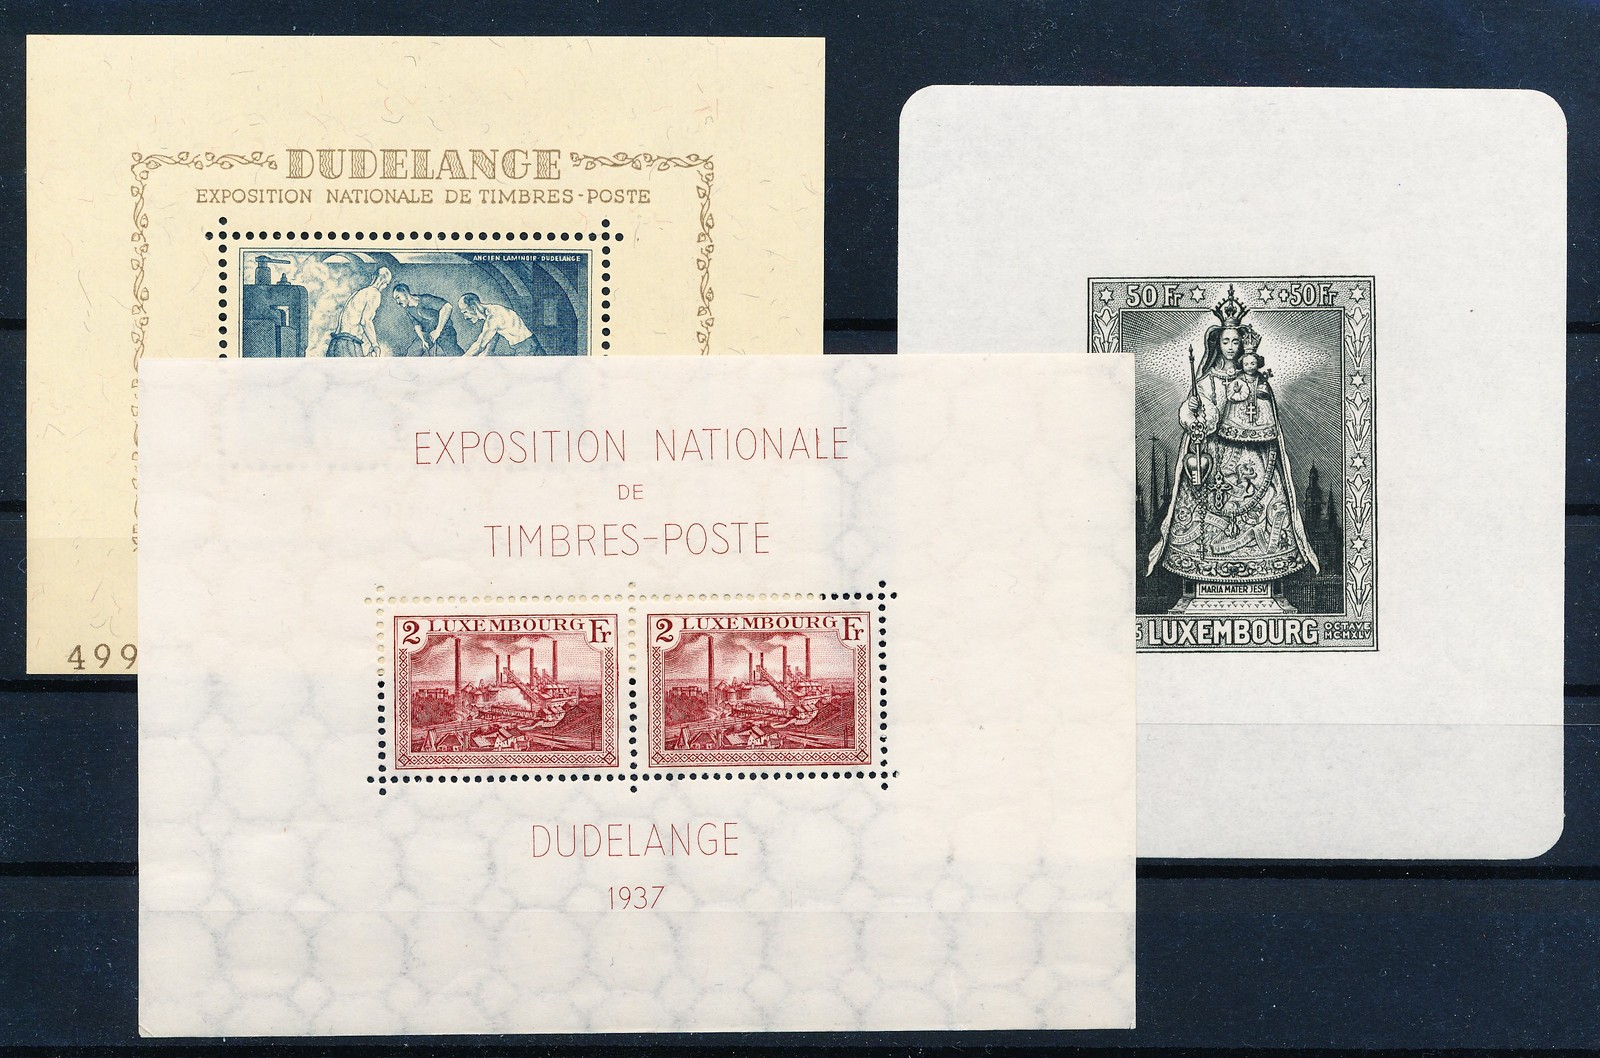 DUDELANGE
EXPOSITION NATIONALE DE TIMBRES-POSTE
ANCIEN LAMINOIR-DUDELANGE
499
EXPOSITION NATIONALE
DE
TIMBRES-POSTE
2 LUXEMBOURG Fr
2 LUXEMBOURG Fr
DUDELANGE
1937
50 Fr +50 Fr
MARIA MATER JESV
LUXEMBOURG OCTAVE
MCMXLV